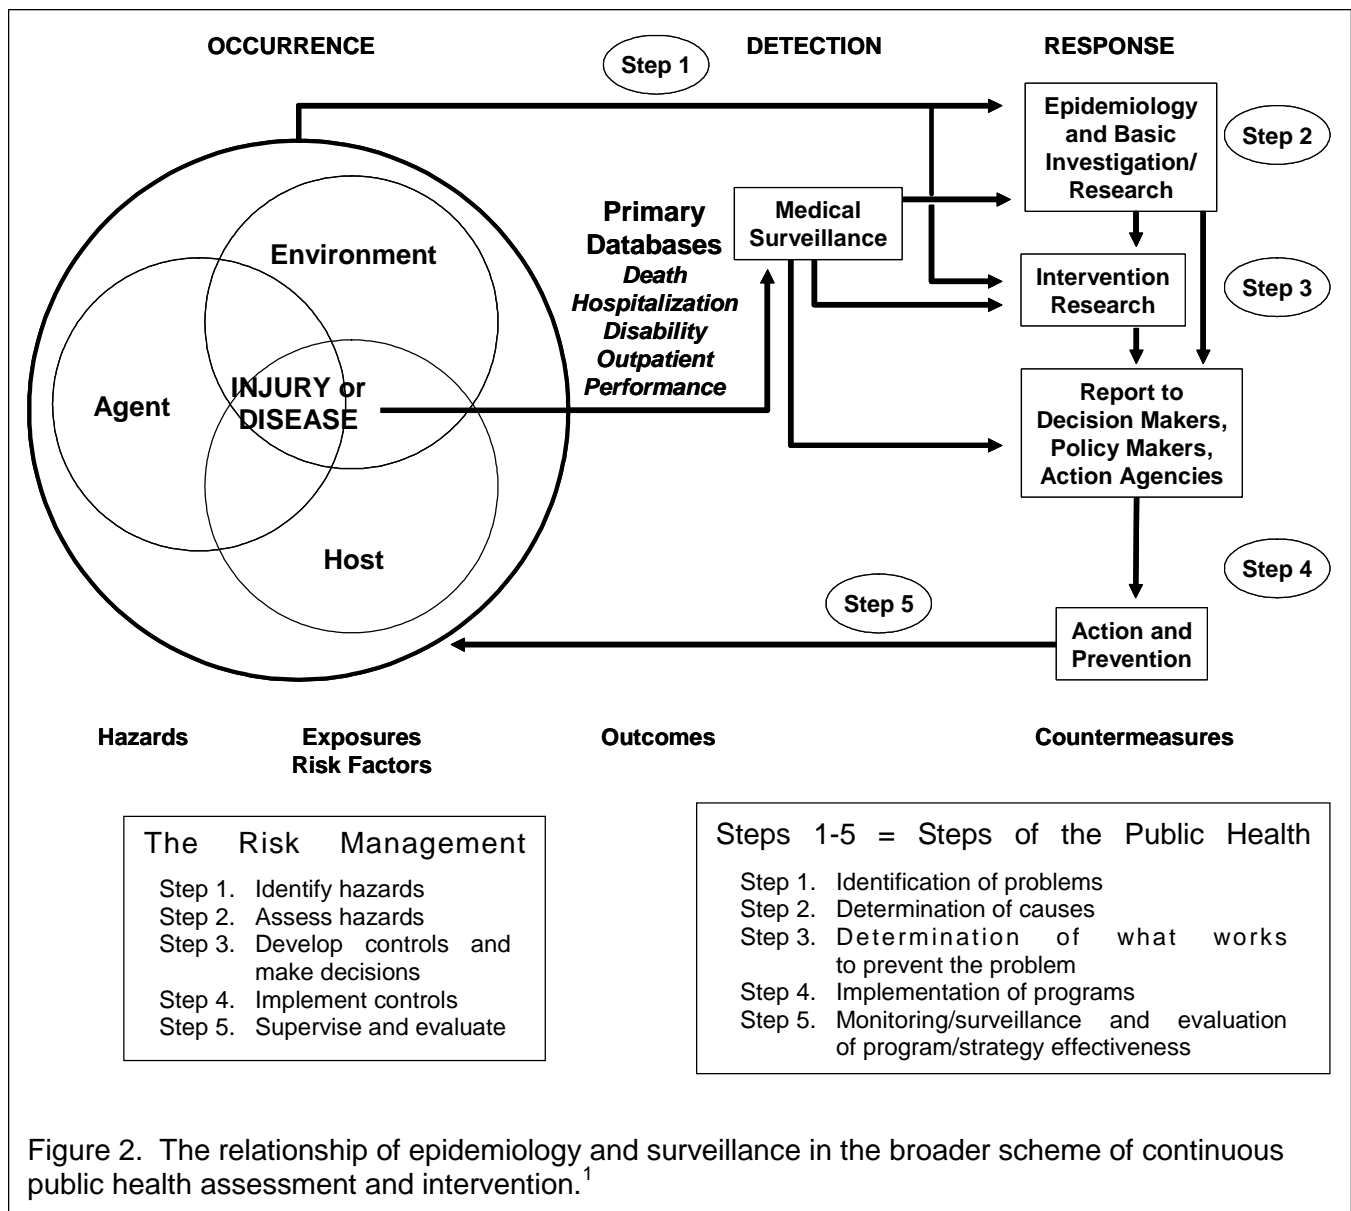 OCCURRENCE
DETECTION
RESPONSE
Step 1
Epidemiology
and Basic
Investigation/
Research
Step 2
Environment
Primary
Databases
Death
Hospitalization
Disability
Outpatient
Performance
Medical
Surveillance
Intervention
Research
Step 3
Agent
INJURY or
DISEASE
Report to
Decision Makers,
Policy Makers,
Action Agencies
Host
Step 4
Step 5
Action and
Prevention
Hazards
Exposures
Risk Factors
Outcomes
Countermeasures
The Risk Management
Step 1. Identify hazards
Step 2. Assess hazards
Step 3. Develop controls and
make decisions
Step 4. Implement controls
Step 5. Supervise and evaluate
Steps 1-5 = Steps of the Public Health
Step 1. Identification of problems
Step 2. Determination of causes
Step 3. Determination of what works
to prevent the problem
Step 4. Implementation of programs
Step 5. Monitoring/surveillance and evaluation
of program/strategy effectiveness
Figure 2. The relationship of epidemiology and surveillance in the broader scheme of continuous
public health assessment and intervention.1